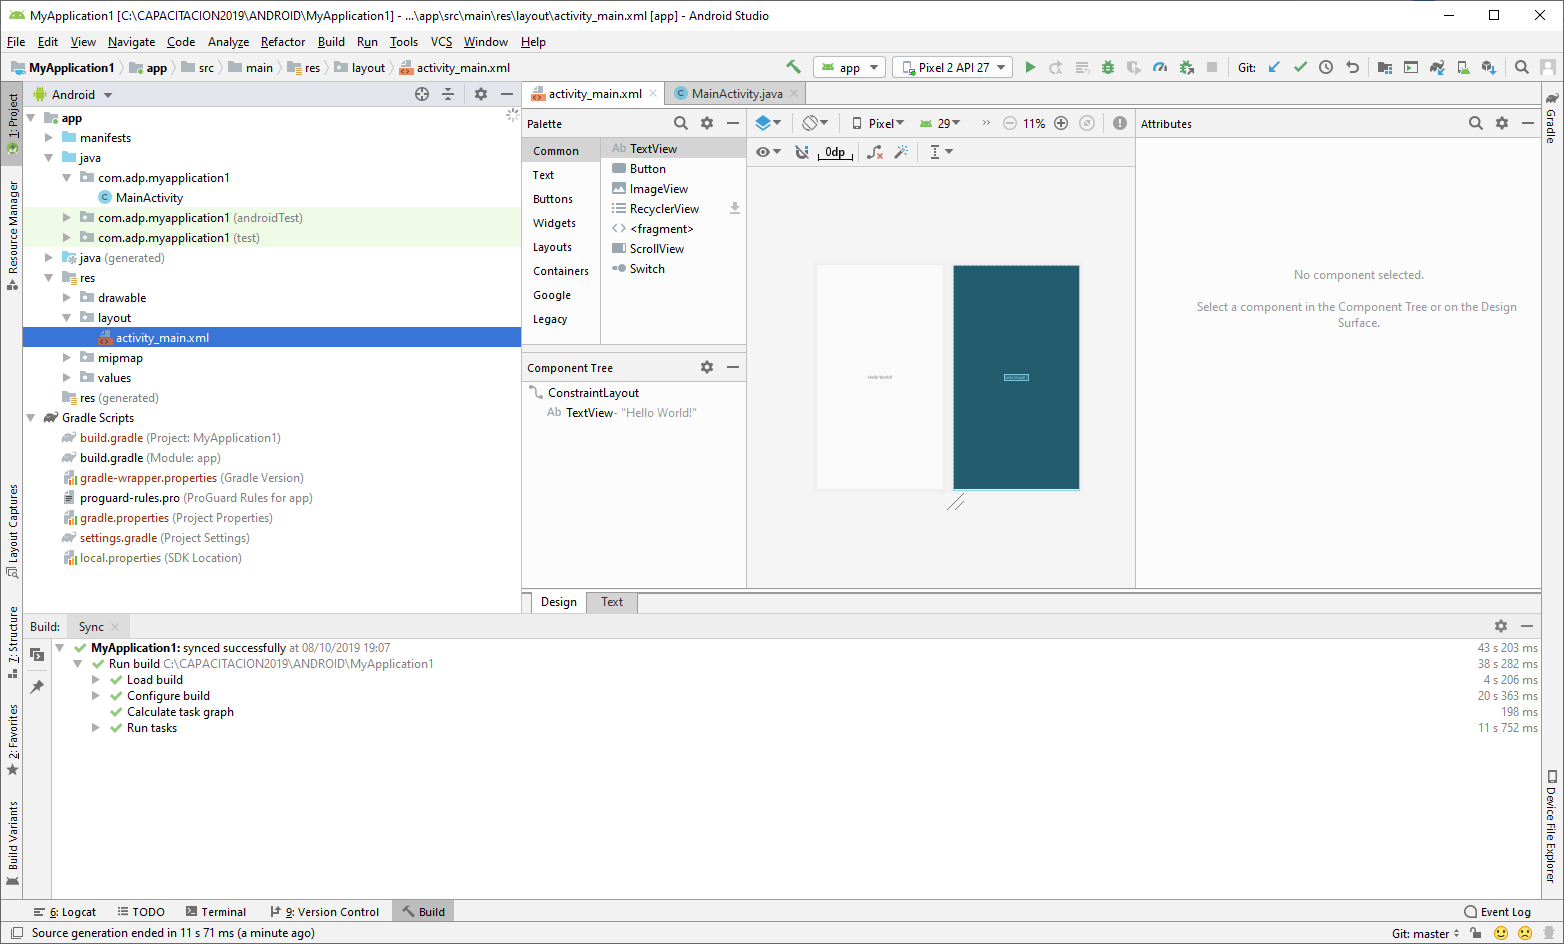 MyApplication1 [C:\CAPACITACION2019\ANDROID\MyApplication1] - ...\app\src\main\res\layout\activity_main.xml [app] - Android Studio
File Edit View Navigate Code Analyze Refactor Build Run Tools VCS Window Help
MyApplication1 app src main res layout activity_main.xml
app Pixel 2 API 27 Git:
1: Project
Resource Manager
Layout Captures
7: Structure
2: Favorites
Build Variants
Android
app
manifests
java
com.adp.myapplication1
MainActivity
com.adp.myapplication1 (androidTest)
com.adp.myapplication1 (test)
java (generated)
res
drawable
layout
activity_main.xml
mipmap
values
res (generated)
Gradle Scripts
build.gradle (Project: MyApplication1)
build.gradle (Module: app)
gradle-wrapper.properties (Gradle Version)
proguard-rules.pro (ProGuard Rules for app)
gradle.properties (Project Properties)
settings.gradle (Project Settings)
local.properties (SDK Location)
activity_main.xml MainActivity.java
Palette
Common
Text
Buttons
Widgets
Layouts
Containers
Google
Legacy
Ab TextView
Button
ImageView
RecyclerView
<fragment>
ScrollView
Switch
Component Tree
ConstraintLayout
Ab TextView- "Hello World!"
Pixel 29 11%
0dp
Hello World!
Attributes
No component selected.
Select a component in the Component Tree or on the Design
Surface.
Gradle
Device File Explorer
Design Text
Build: Sync
MyApplication1: synced successfully at 08/10/2019 19:07 43 s 203 ms
Run build C:\CAPACITACION2019\ANDROID\MyApplication1 38 s 282 ms
Load build 4 s 206 ms
Configure build 20 s 363 ms
Calculate task graph 198 ms
Run tasks 11 s 752 ms
6: Logcat TODO Terminal 9: Version Control Build Event Log
Source generation ended in 11 s 71 ms (a minute ago) Git: master